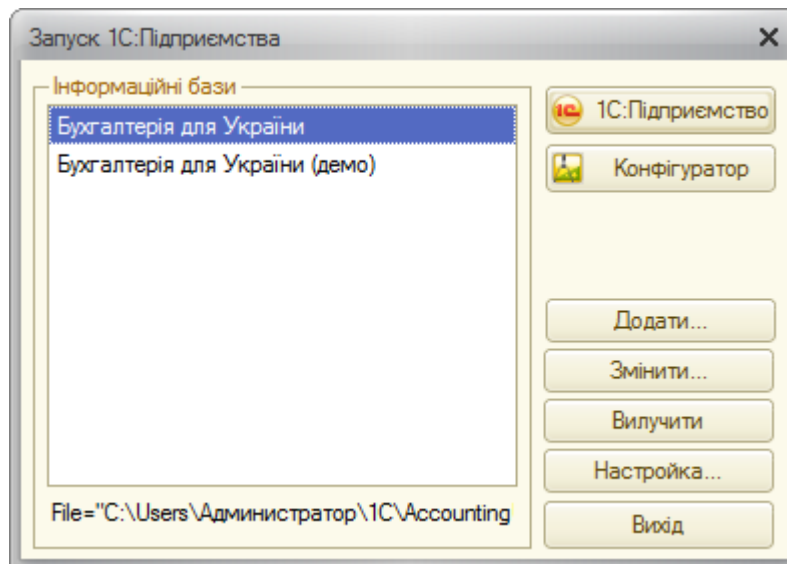 Запуск 1С:Підприємства
Інформаційні бази
Бухгалтерія для України
Бухгалтерія для України (демо)
File="C:\Users\Администратор\1C\Accounting
1С:Підприємство
Конфігуратор
Додати...
Змінити...
Вилучити
Настройка...
Вихід